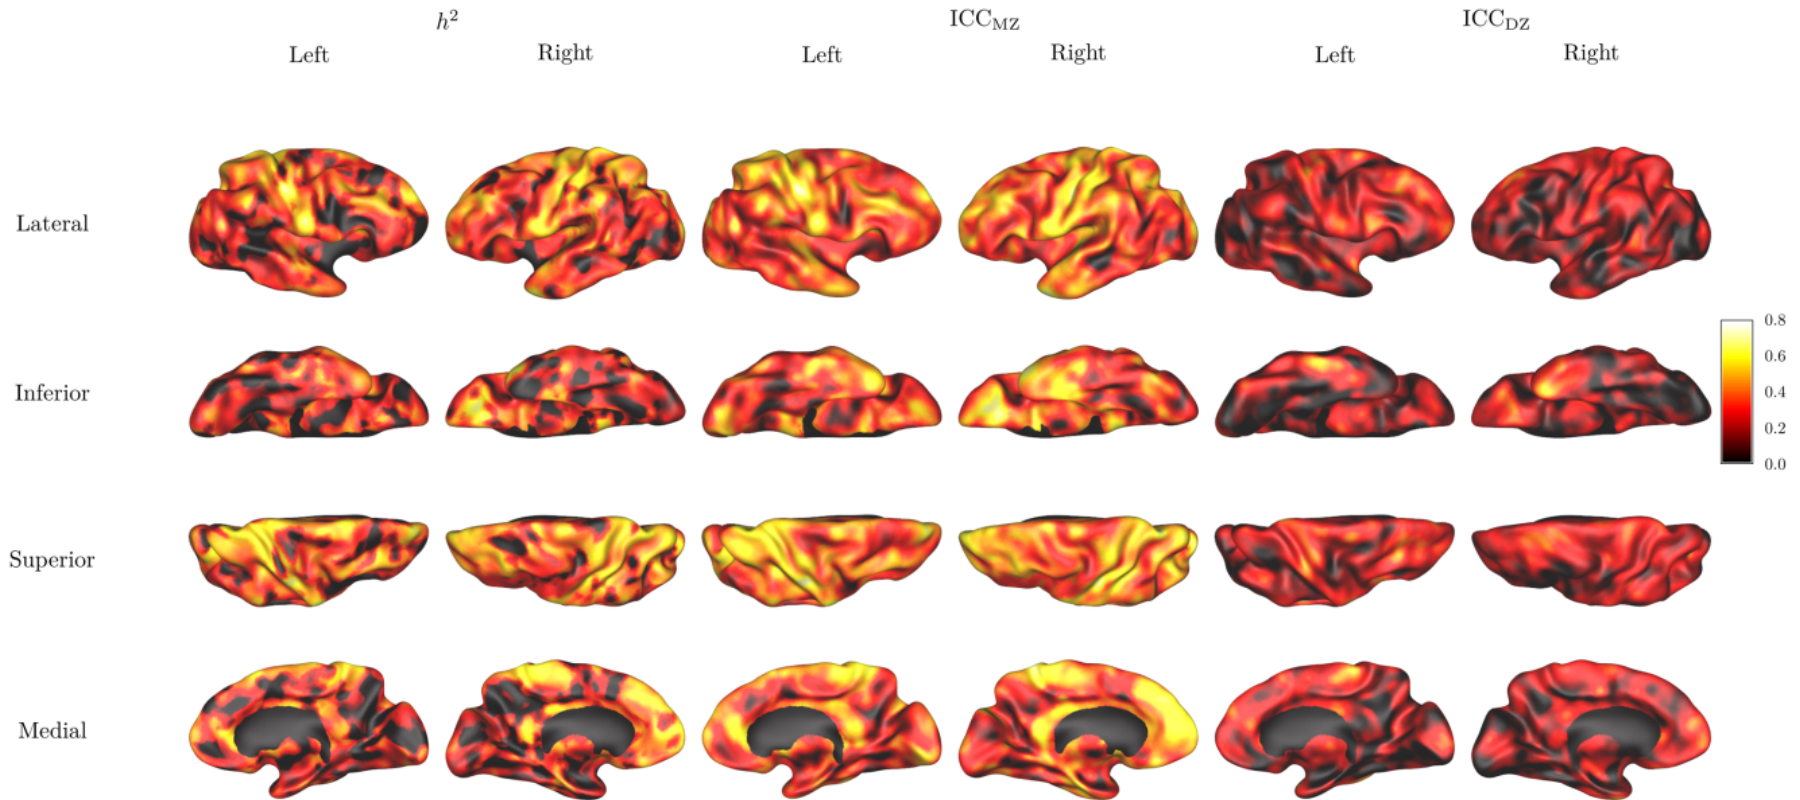 h² ICC_MZ ICC_DZ
Left Right Left Right Left Right
Lateral
0.8
0.6
Inferior
0.4
0.2
0.0
Superior
Medial